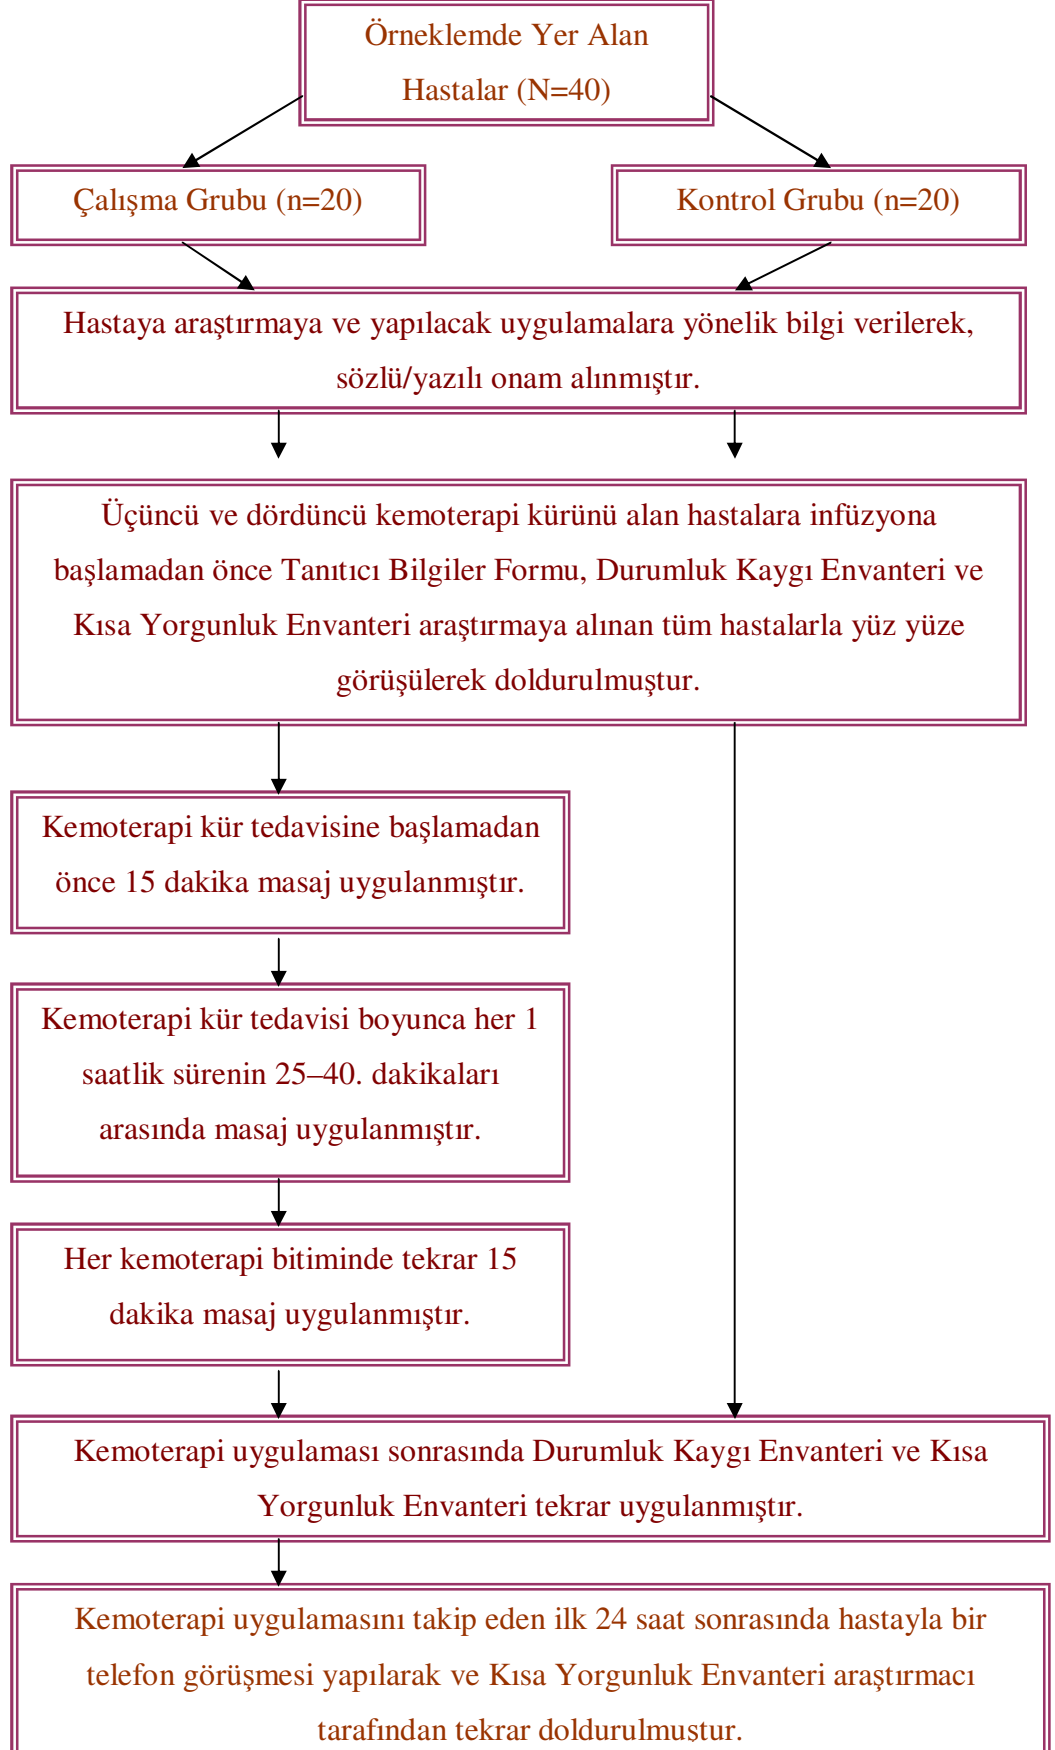 Örneklemde Yer Alan
Hastalar (N=40)
Çalışma Grubu (n=20)
Kontrol Grubu (n=20)
Hastaya araştırmaya ve yapılacak uygulamalara yönelik bilgi verilerek,
sözlü/yazılı onam alınmıştır.
Üçüncü ve dördüncü kemoterapi kürünü alan hastalara infüzyona
başlamadan önce Tanıtıcı Bilgiler Formu, Durumluk Kaygı Envanteri ve
Kısa Yorgunluk Envanteri araştırmaya alınan tüm hastalarla yüz yüze
görüşülerek doldurulmuştur.
Kemoterapi kür tedavisine başlamadan
önce 15 dakika masaj uygulanmıştır.
Kemoterapi kür tedavisi boyunca her 1
saatlik sürenin 25–40. dakikaları
arasında masaj uygulanmıştır.
Her kemoterapi bitiminde tekrar 15
dakika masaj uygulanmıştır.
Kemoterapi uygulaması sonrasında Durumluk Kaygı Envanteri ve Kısa
Yorgunluk Envanteri tekrar uygulanmıştır.
Kemoterapi uygulamasını takip eden ilk 24 saat sonrasında hastayla bir
telefon görüşmesi yapılarak ve Kısa Yorgunluk Envanteri araştırmacı
tarafından tekrar doldurulmuştur.